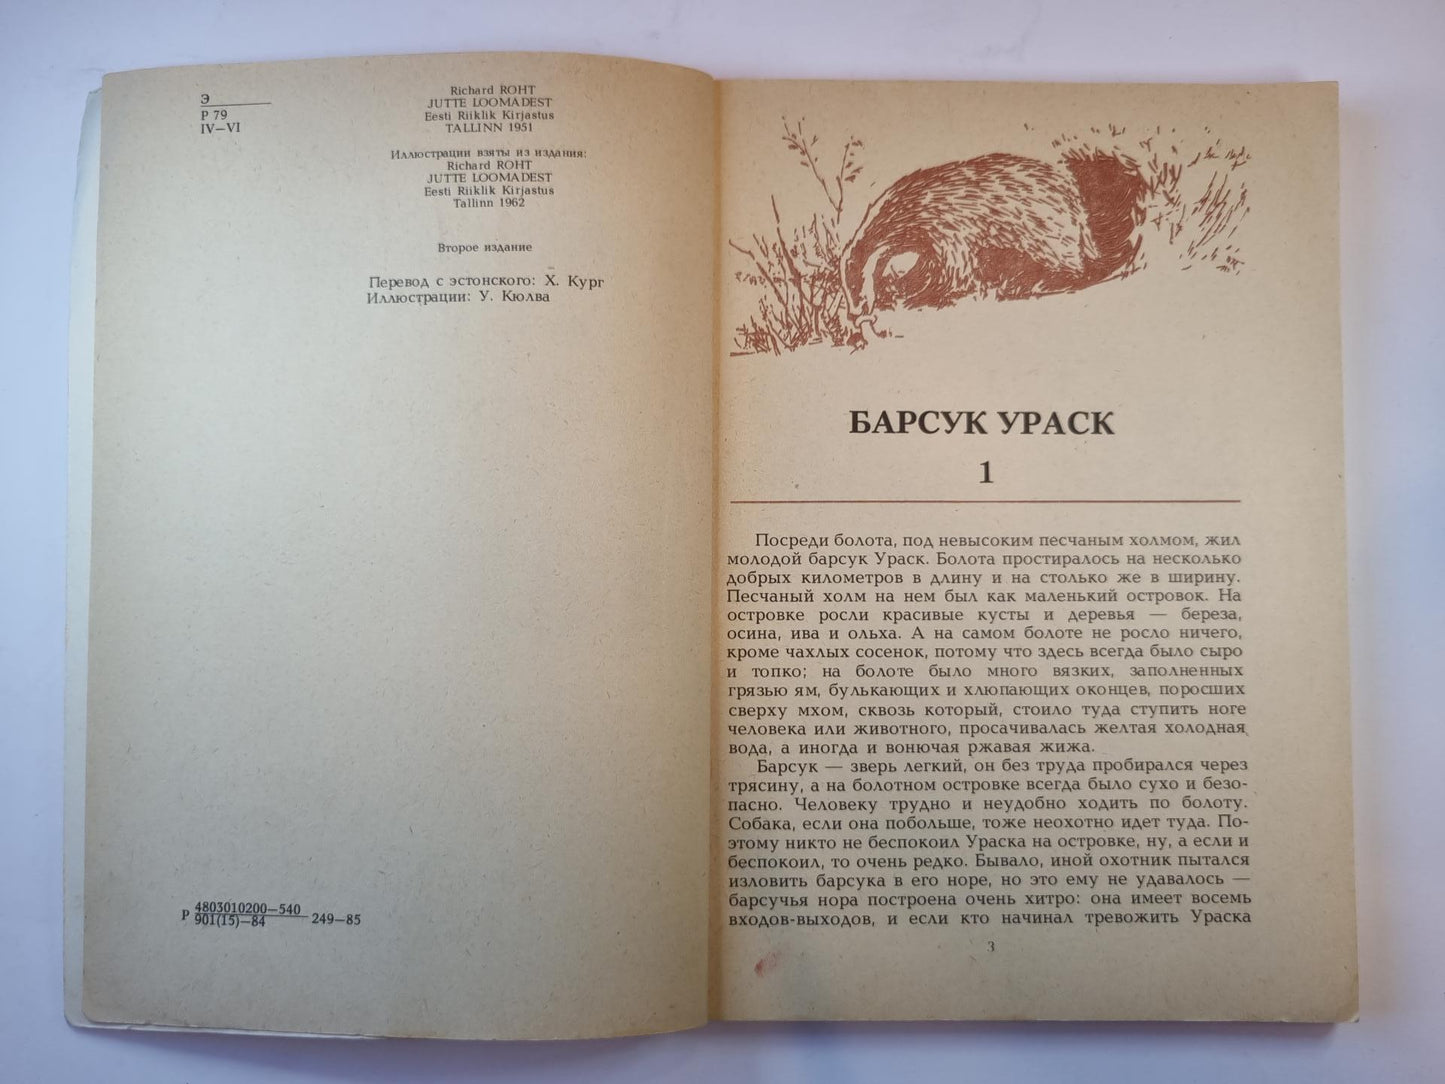 Э
Р 79
IV—VI
Richard ROHT
JUTTE LOOMADEST
Eesti Riiklik Kirjastus
TALLINN 1951
Иллюстрации взяты из издания:
Richard ROHT
JUTTE LOOMADEST
Eesti Riiklik Kirjastus
Tallinn 1962
Второе издание
Перевод с эстонского: Х. Кург
Иллюстрации: У. Кюлва
Р 4803010200—540
901(15)—84 249—85
БАРСУК УРАСК
1
Посреди болота, под невысоким песчаным холмом, жил
молодой барсук Ураск. Болота простиралось на несколько
добрых километров в длину и на столько же в ширину.
Песчаный холм на нем был как маленький островок. На
островке росли красивые кусты и деревья — береза,
осина, ива и ольха. А на самом болоте не росло ничего,
кроме чахлых сосенок, потому что здесь всегда было сыро
и топко; на болоте было много вязких, заполненных
грязью ям, булькающих и хлюпающих оконцев, поросших
сверху мхом, сквозь который, стоило туда ступить ноге
человека или животного, просачивалась желтая холодная
вода, а иногда и вонючая ржавая жижа.
Барсук — зверь легкий, он без труда пробирался через
трясину, а на болотном островке всегда было сухо и безо-
пасно. Человеку трудно и неудобно ходить по болоту.
Собака, если она побольше, тоже неохотно идет туда. По-
этому никто не беспокоил Ураска на островке, ну, а если и
беспокоил, то очень редко. Бывало, иной охотник пытался
изловить барсука в его норе, но это ему не удавалось —
барсучья нора построена очень хитро: она имеет восемь
входов-выходов, и если кто начинал тревожить Ураска
3